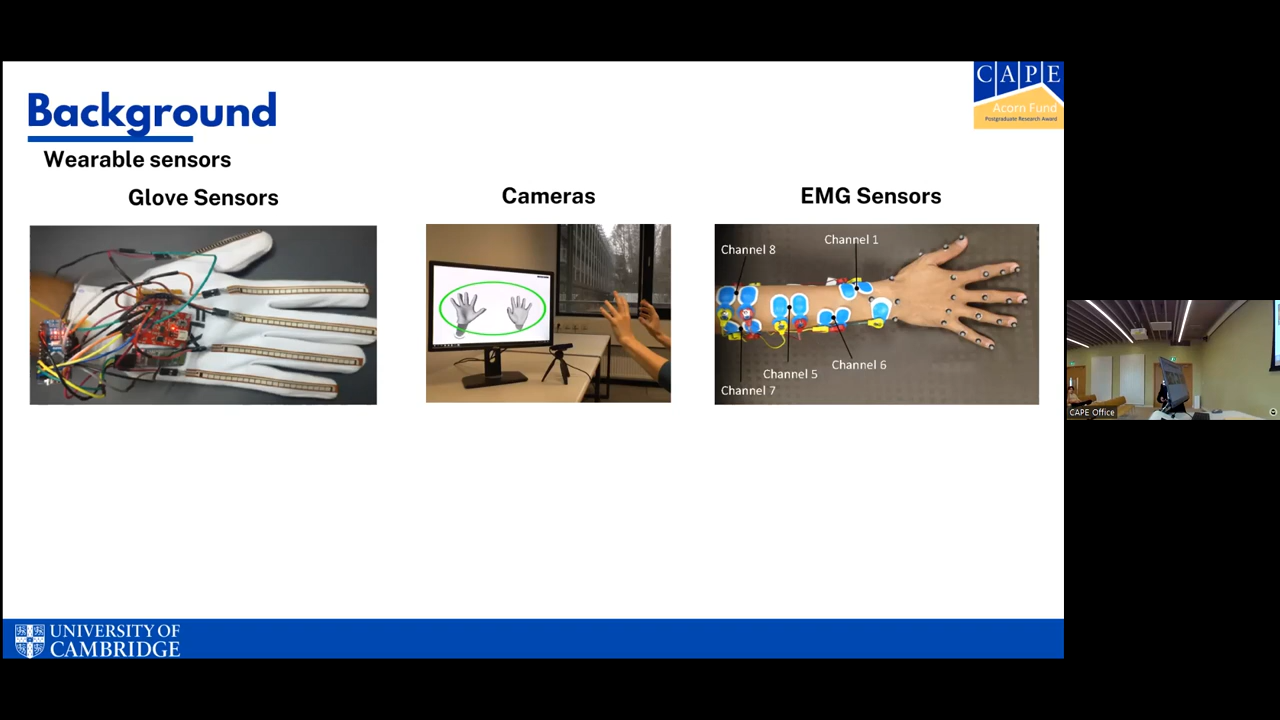 Background
CAPE
Acorn Fund
Postgraduate Research Award
Wearable sensors
Glove Sensors
Cameras
EMG Sensors
Channel 8
Channel 1
Channel 5
Channel 6
Channel 7
CAPE Office
UNIVERSITY OF
CAMBRIDGE